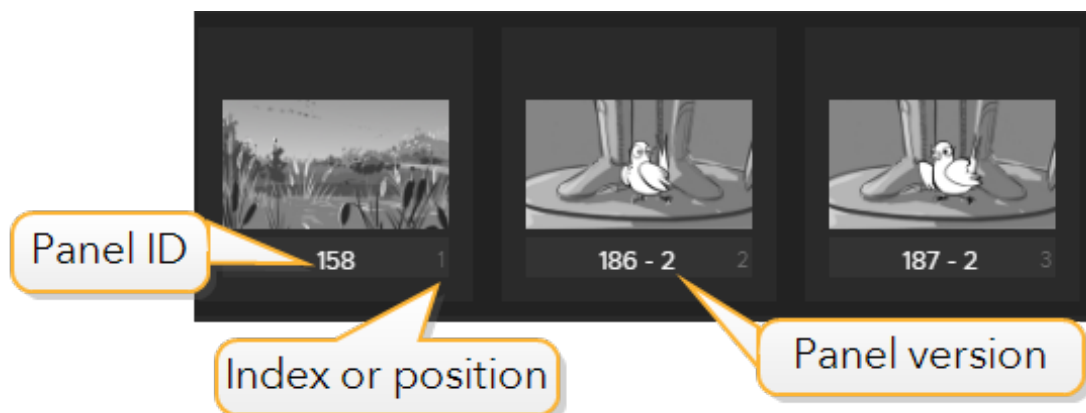 Panel ID
158
1
186 - 2
2
187 - 2
3
Index or position
Panel version